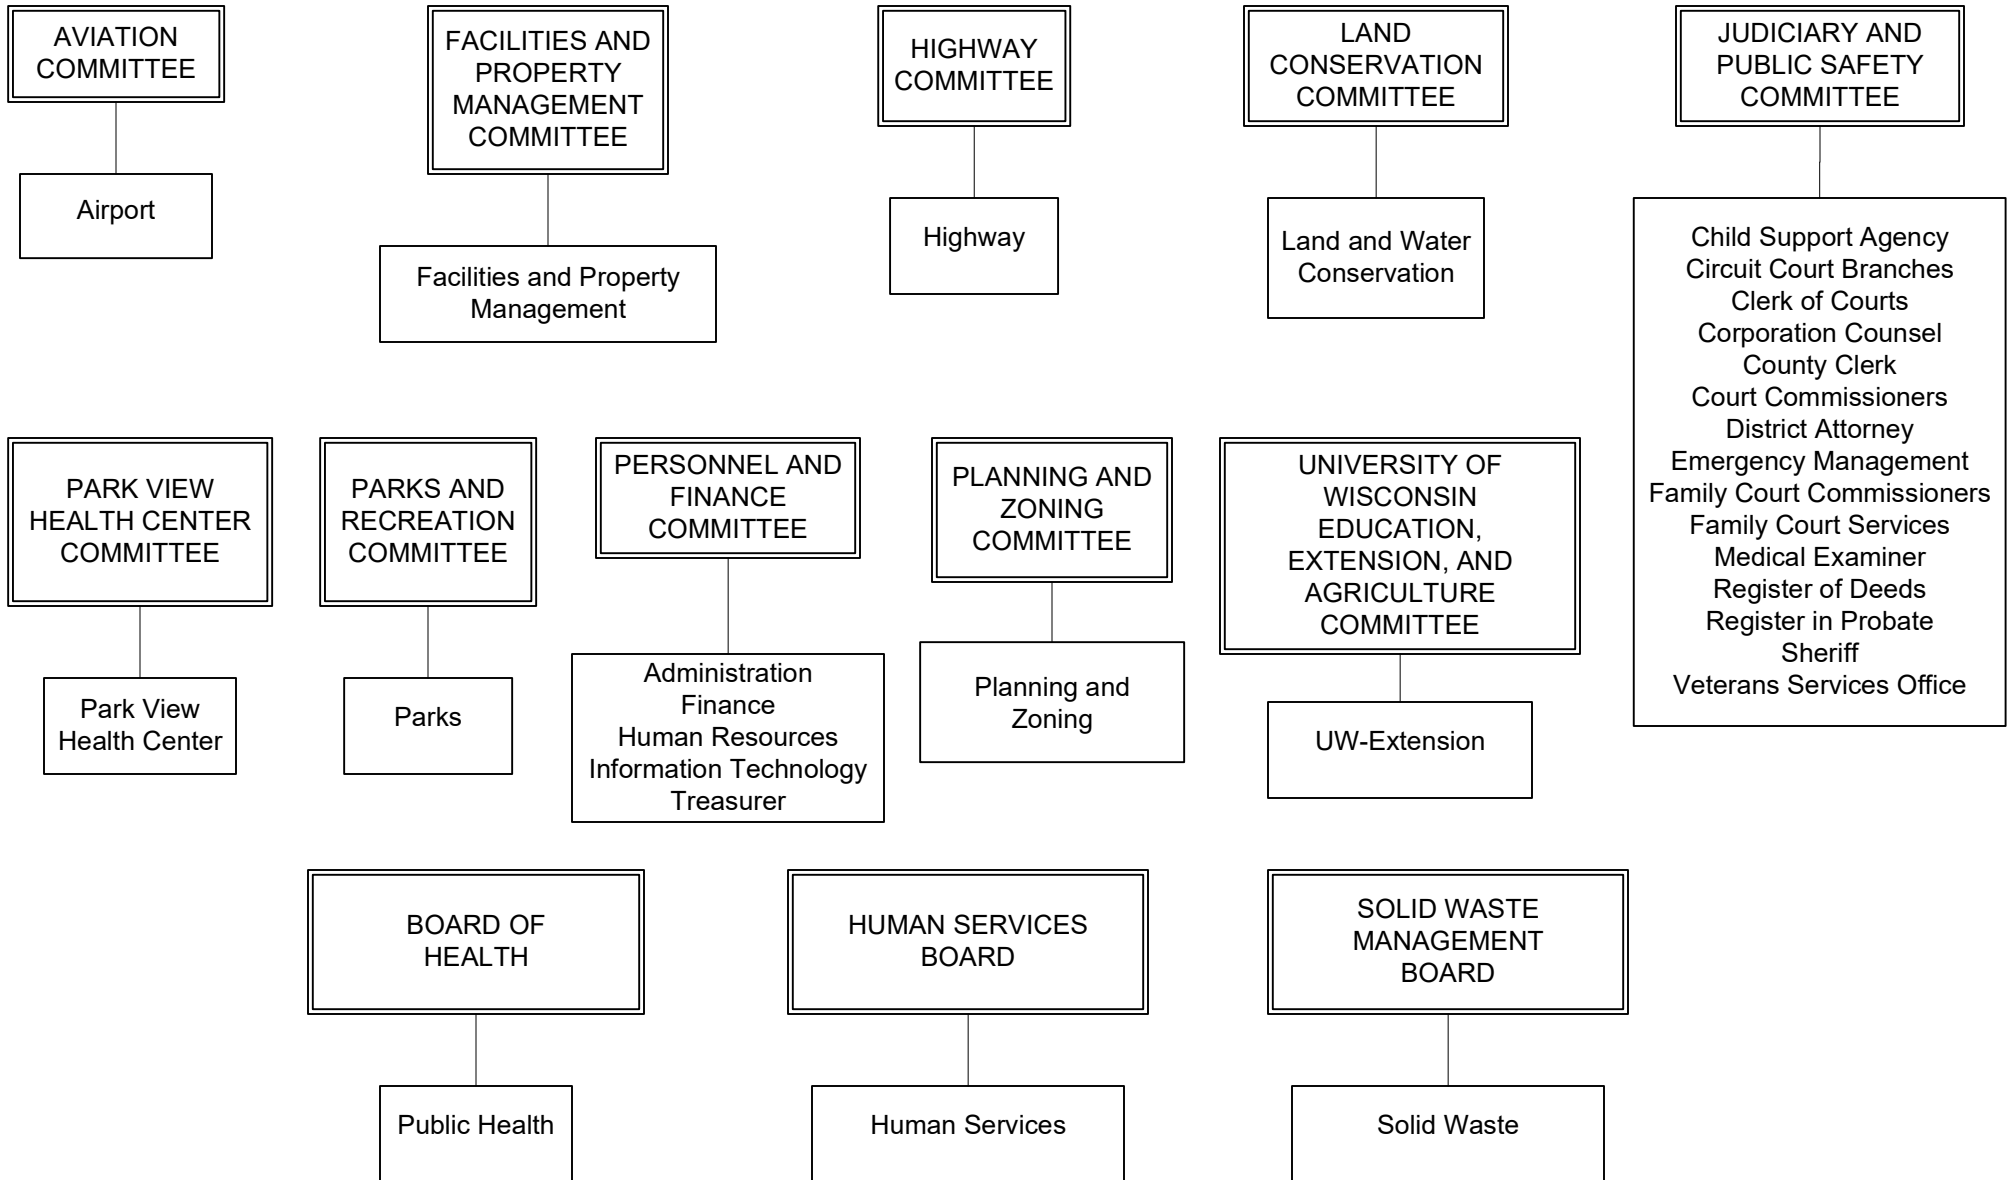 AVIATION
COMMITTEE
Airport
FACILITIES AND
PROPERTY
MANAGEMENT
COMMITTEE
Facilities and Property
Management
HIGHWAY
COMMITTEE
Highway
LAND
CONSERVATION
COMMITTEE
Land and Water
Conservation
JUDICIARY AND
PUBLIC SAFETY
COMMITTEE
Child Support Agency
Circuit Court Branches
Clerk of Courts
Corporation Counsel
County Clerk
Court Commissioners
District Attorney
Emergency Management
Family Court Commissioners
Family Court Services
Medical Examiner
Register of Deeds
Register in Probate
Sheriff
Veterans Services Office
PARK VIEW
HEALTH CENTER
COMMITTEE
Park View
Health Center
PARKS AND
RECREATION
COMMITTEE
Parks
PERSONNEL AND
FINANCE
COMMITTEE
Administration
Finance
Human Resources
Information Technology
Treasurer
PLANNING AND
ZONING
COMMITTEE
Planning and
Zoning
UNIVERSITY OF
WISCONSIN
EDUCATION,
EXTENSION, AND
AGRICULTURE
COMMITTEE
UW-Extension
BOARD OF
HEALTH
Public Health
HUMAN SERVICES
BOARD
Human Services
SOLID WASTE
MANAGEMENT
BOARD
Solid Waste